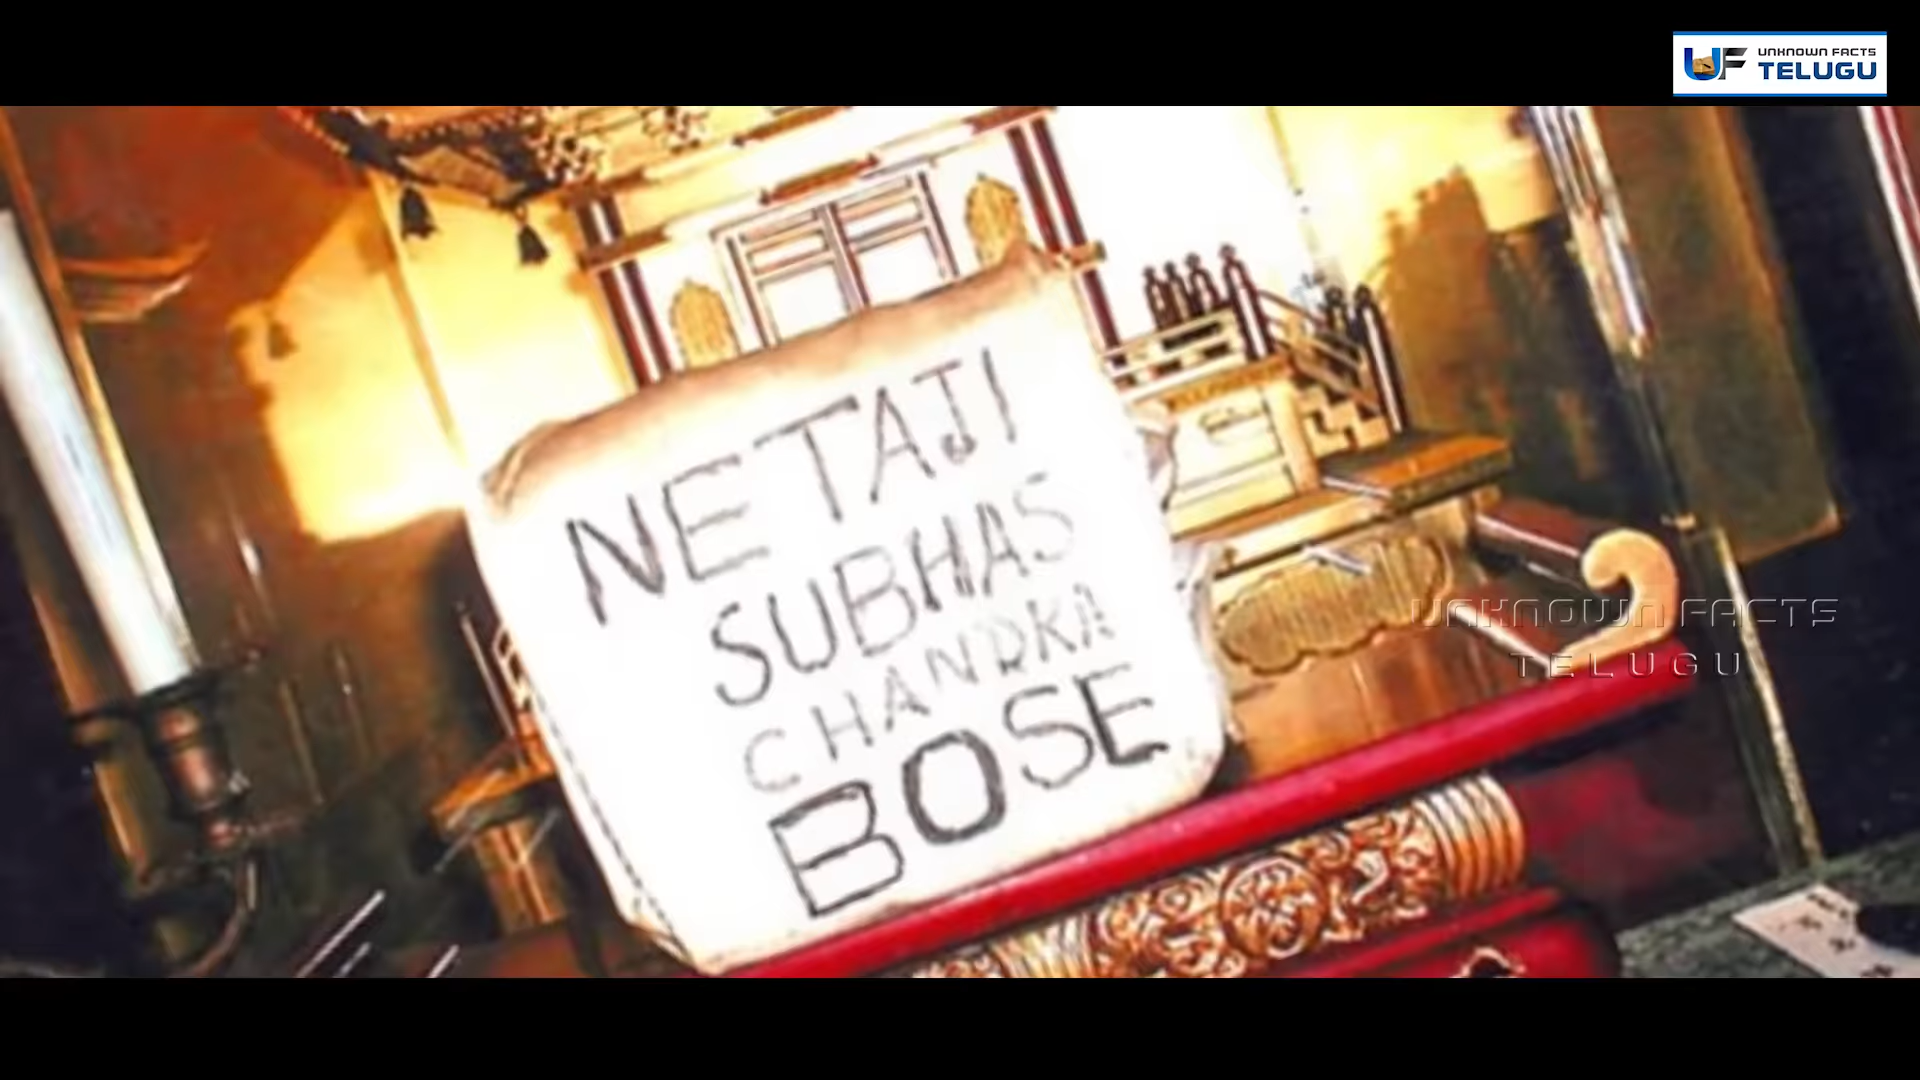 UNKNOWN FACTS
TELUGU
NETAJI
SUBHAS
CHANDRA
BOSE
UNKNOWN FACTS
TELUGU